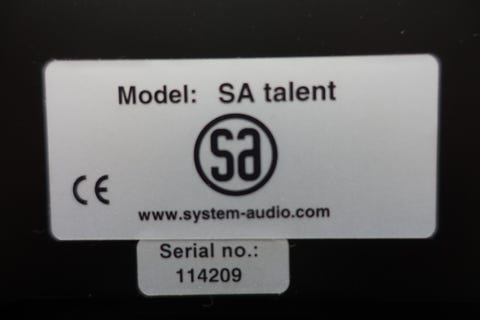 Model: SA talent
sa
CE
www.system-audio.com
Serial no.:
114209